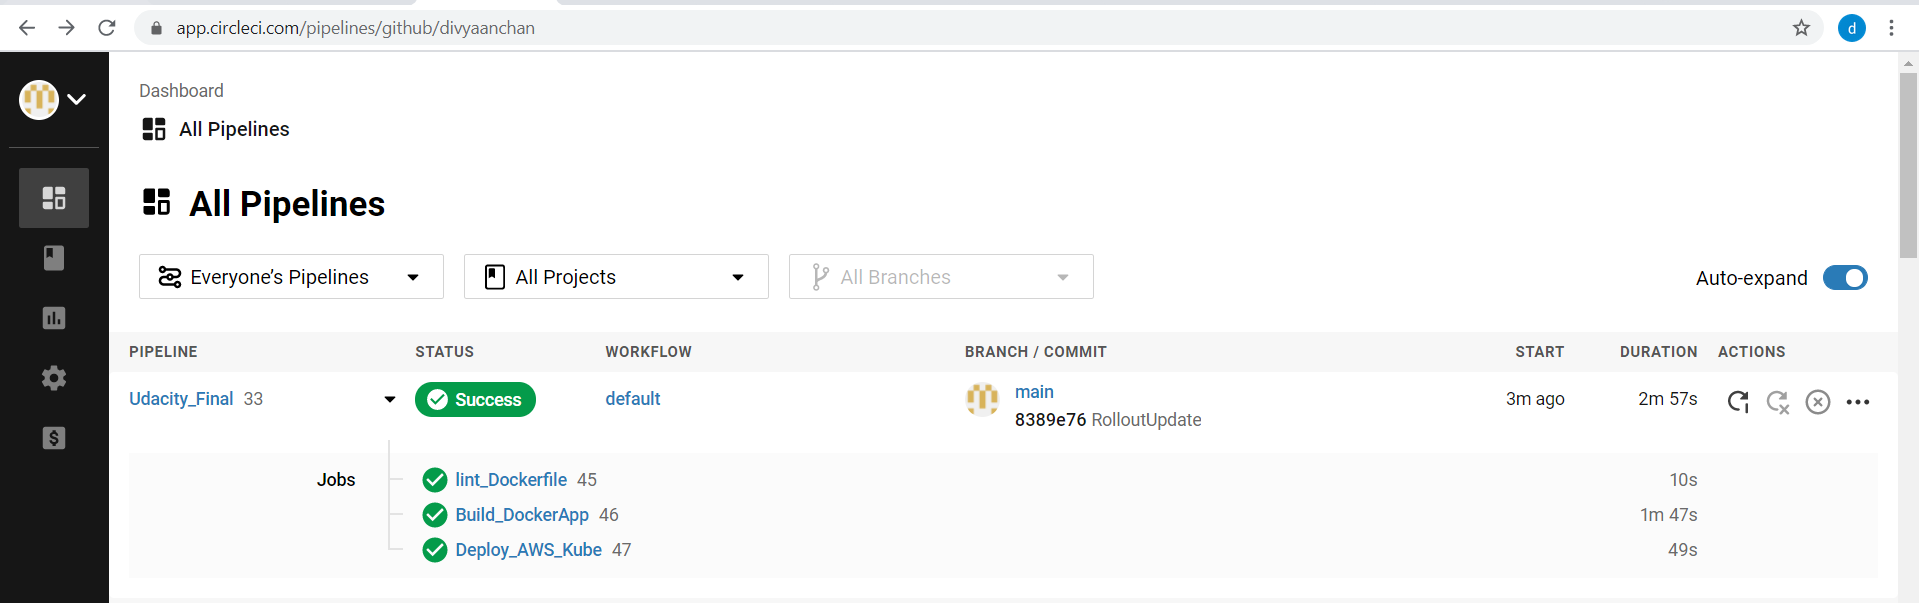 app.circleci.com/pipelines/github/divyaanchan
d
Dashboard
All Pipelines
All Pipelines
Everyone’s Pipelines
All Projects
All Branches
Auto-expand
PIPELINE STATUS WORKFLOW BRANCH / COMMIT START DURATION ACTIONS
Udacity_Final 33 Success default main 3m ago 2m 57s
8389e76 RolloutUpdate
Jobs lint_Dockerfile 45 10s
Build_DockerApp 46 1m 47s
Deploy_AWS_Kube 47 49s